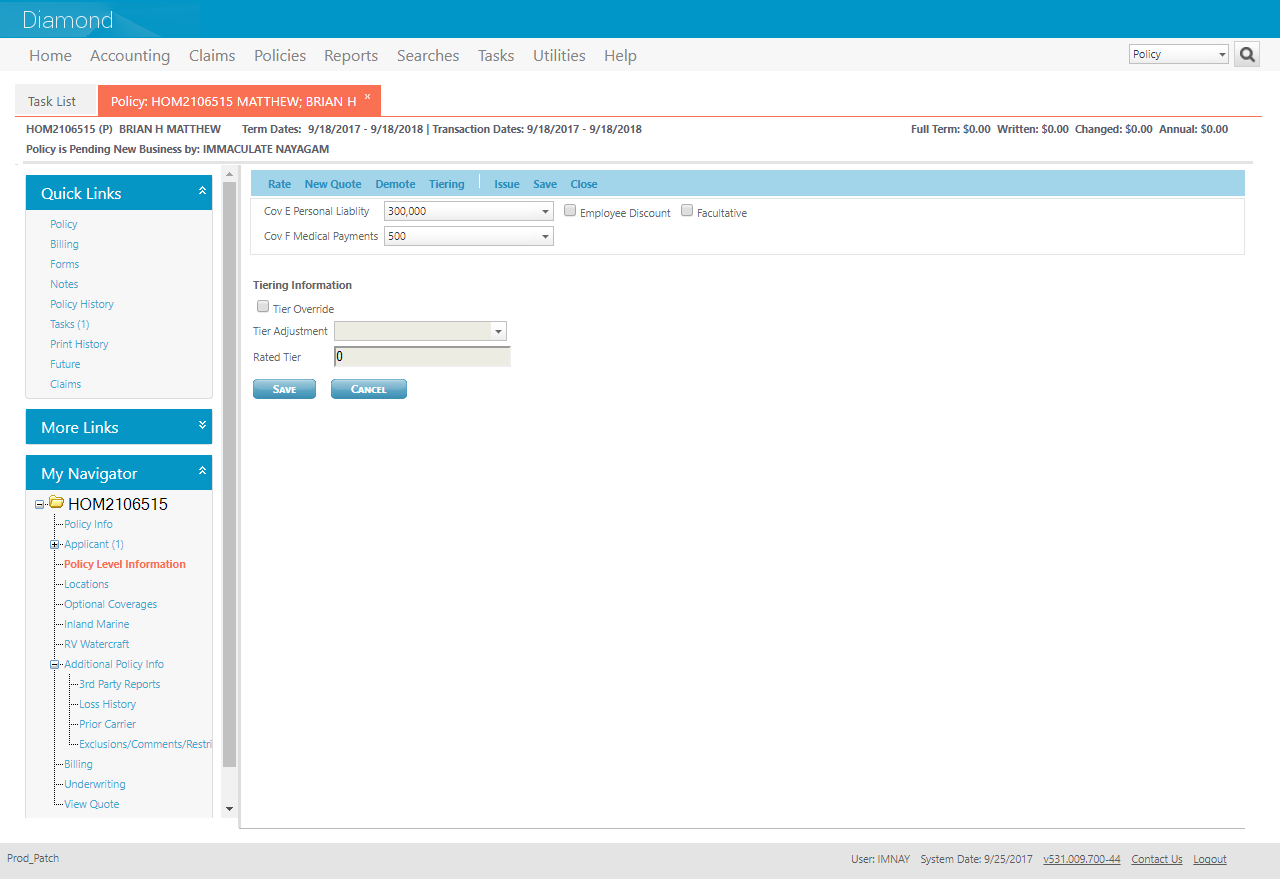 Diamond
Home Accounting Claims Policies Reports Searches Tasks Utilities Help Policy
Task List Policy: HOM2106515 MATTHEW; BRIAN H ×
HOM2106515 (P) BRIAN H MATTHEW Term Dates: 9/18/2017 - 9/18/2018 | Transaction Dates: 9/18/2017 - 9/18/2018 Full Term: $0.00 Written: $0.00 Changed: $0.00 Annual: $0.00
Policy is Pending New Business by: IMMACULATE NAYAGAM
Quick Links
Policy
Billing
Forms
Notes
Policy History
Tasks (1)
Print History
Future
Claims
More Links
My Navigator
HOM2106515
Policy Info
Applicant (1)
Policy Level Information
Locations
Optional Coverages
Inland Marine
RV Watercraft
Additional Policy Info
3rd Party Reports
Loss History
Prior Carrier
Exclusions/Comments/Restri
Billing
Underwriting
View Quote
Rate New Quote Demote Tiering Issue Save Close
Cov E Personal Liablity 300,000 Employee Discount Facultative
Cov F Medical Payments 500
Tiering Information
Tier Override
Tier Adjustment
Rated Tier 0
Save Cancel
Prod_Patch User: IMNAY System Date: 9/25/2017 v531.009.700-44 Contact Us Logout